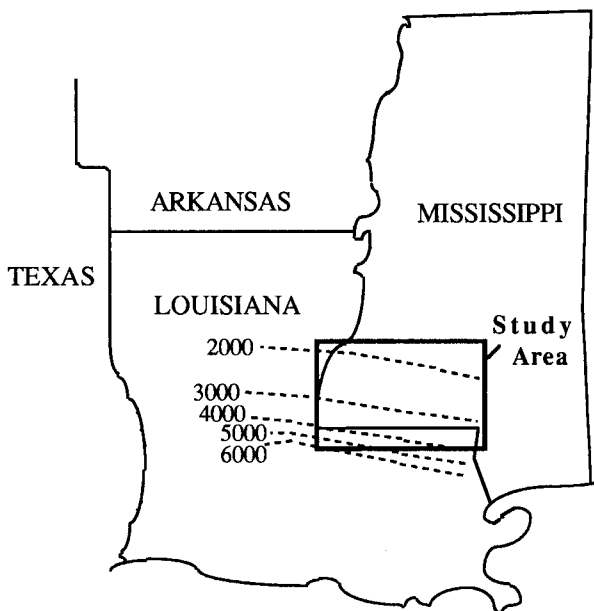 ARKANSAS
MISSISSIPPI
TEXAS
LOUISIANA
Study
Area
2000
3000
4000
5000
6000